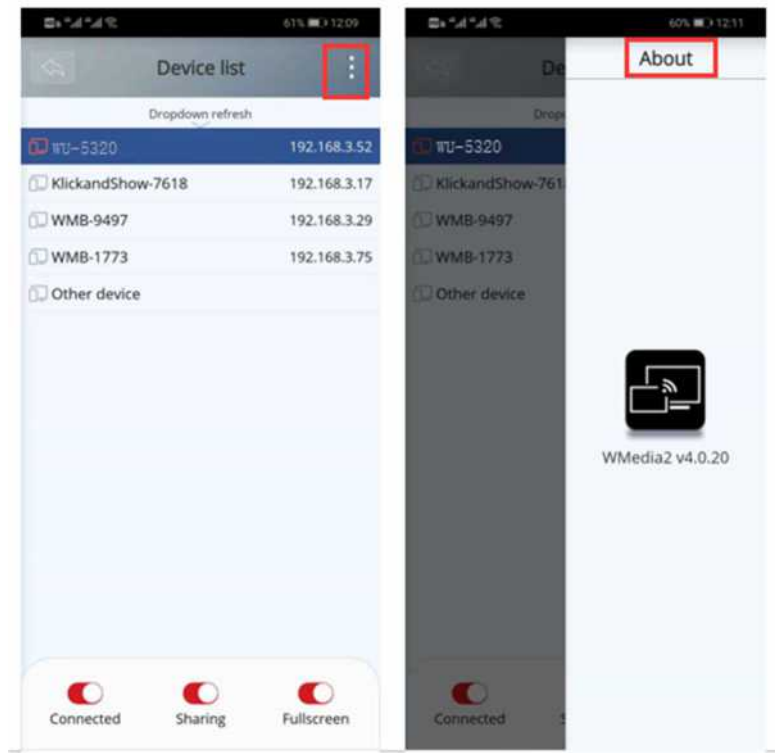 61% 12:09
Device list
Dropdown refresh
WU-5320 192.168.3.52
KlickandShow-7618 192.168.3.17
WMB-9497 192.168.3.29
WMB-1773 192.168.3.75
Other device
Connected Sharing Fullscreen
60% 12:11
De
About
Drop
WU-5320
KlickandShow-761
WMB-9497
WMB-1773
Other device
WMedia2 v4.0.20
Connected S